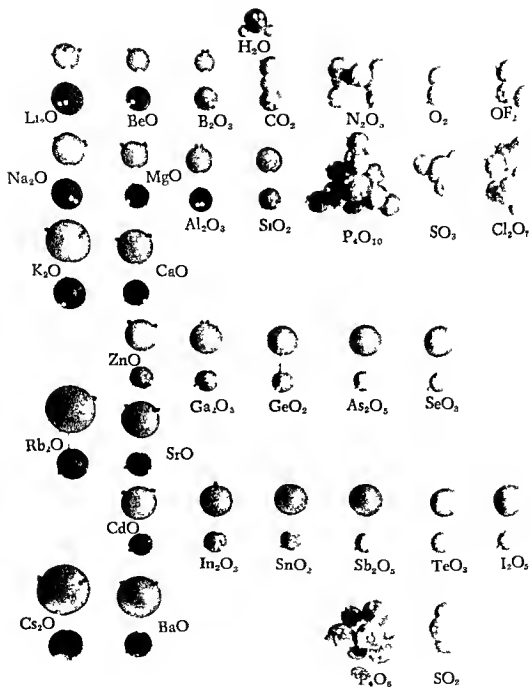 H₂O
Li₂O BeO B₂O₃ CO₂ N₂O₅ O₂ OF₂
Na₂O MgO
Al₂O₃ SiO₂ P₄O₁₀ SO₃ Cl₂O₇
K₂O CaO
ZnO
Ga₂O₃ GeO₂ As₂O₅ SeO₃
Rb₂O SrO
CdO
In₂O₃ SnO₂ Sb₂O₅ TeO₃ I₂O₅
Cs₂O BaO
P₄O₆ SO₂